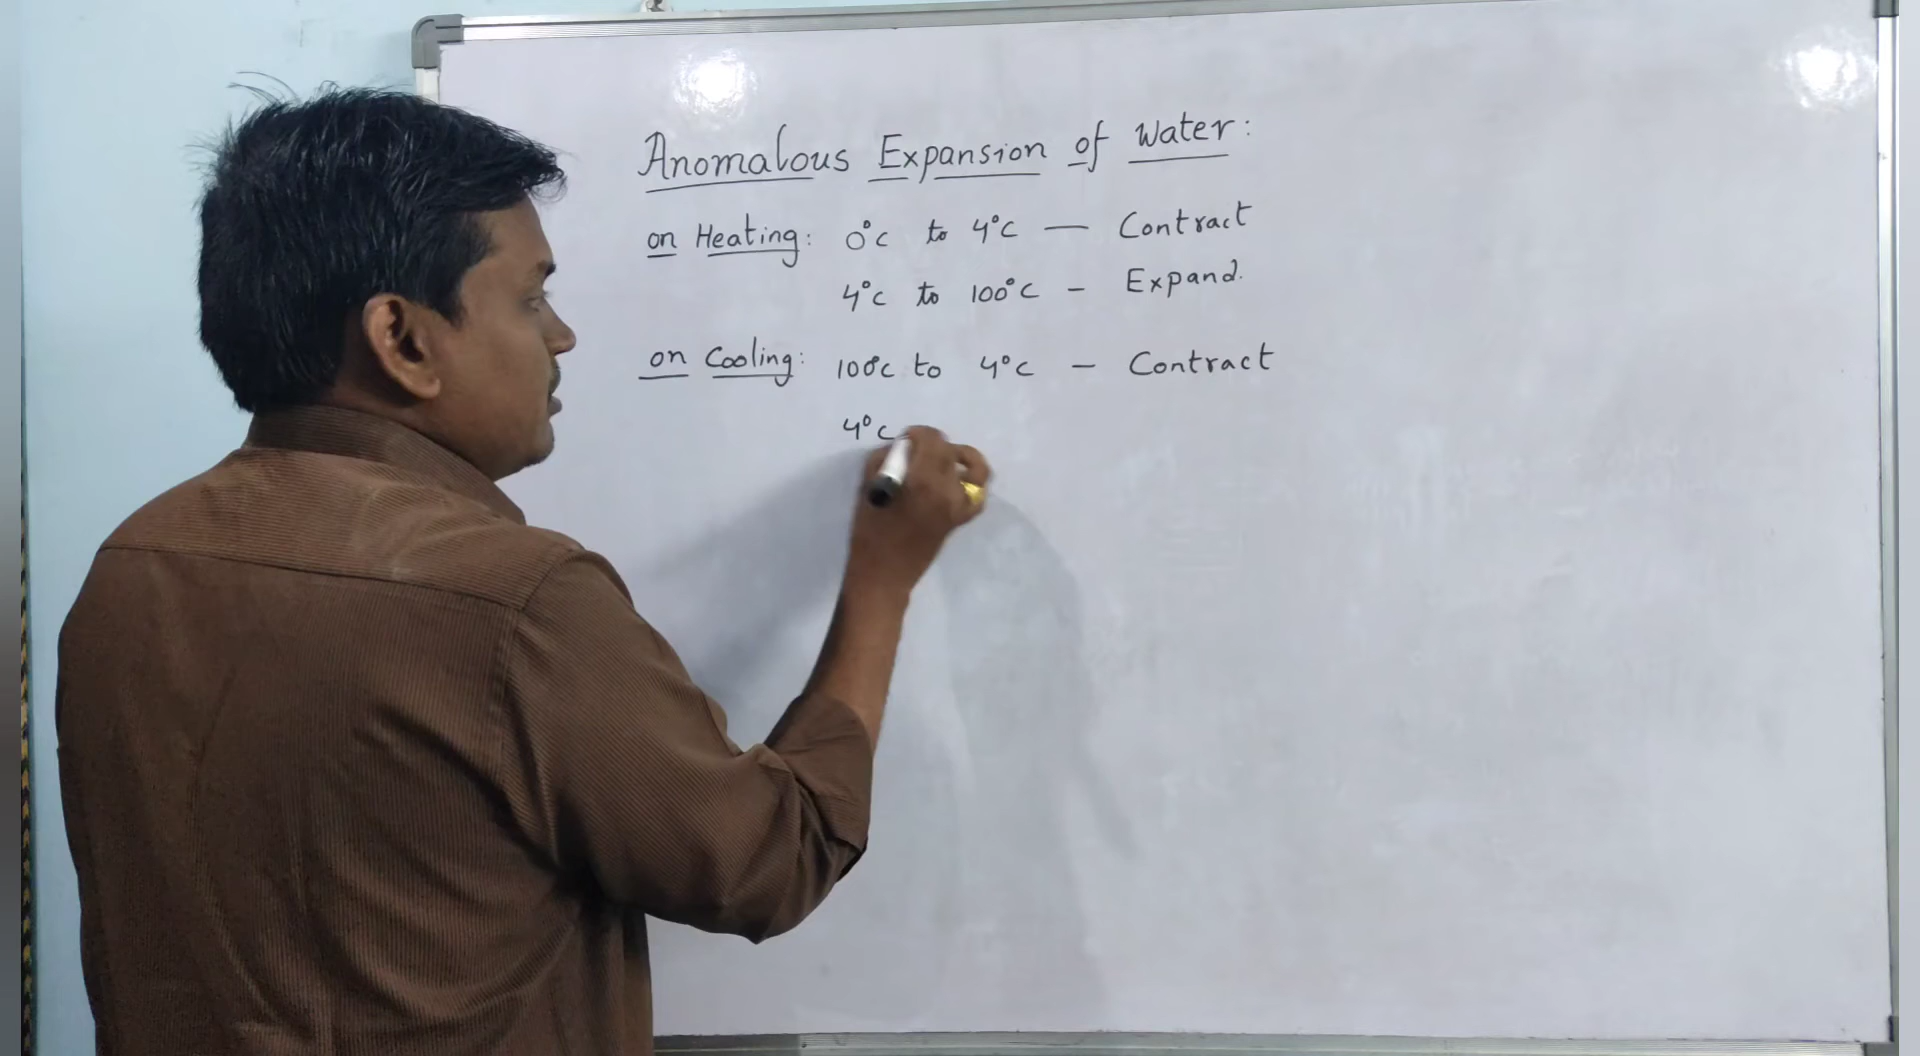 Anomalous Expansion of Water:
on Heating: 0°c to 4°c — Contract
4°c to 100°c - Expand.
on Cooling: 100°c to 4°c - Contract
4°c